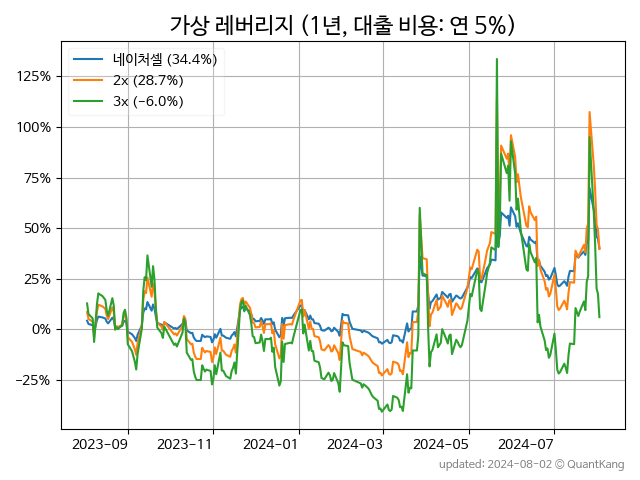 가상 레버리지 (1년, 대출 비용: 연 5%)
네이처셀 (34.4%)
2x (28.7%)
3x (−6.0%)
125%
100%
75%
50%
25%
0%
−25%
2023-09
2023-11
2024-01
2024-03
2024-05
2024-07
updated: 2024-08-02 © QuantKang